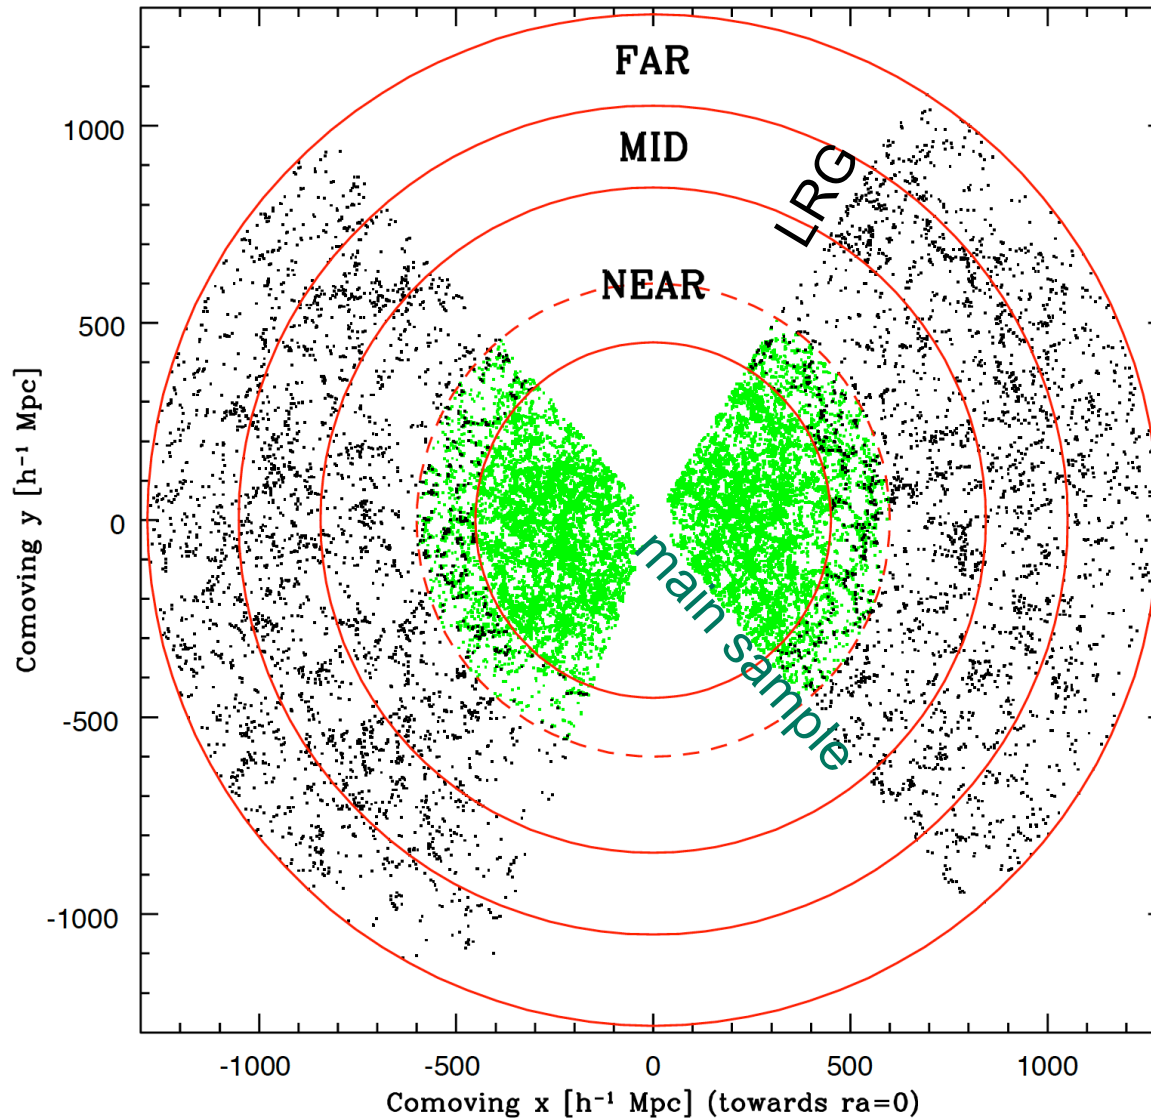 FAR
MID
LRG
NEAR
main sample
1000
500
0
-500
-1000
Comoving y [h⁻¹ Mpc]
-1000 -500 0 500 1000
Comoving x [h⁻¹ Mpc] (towards ra=0)